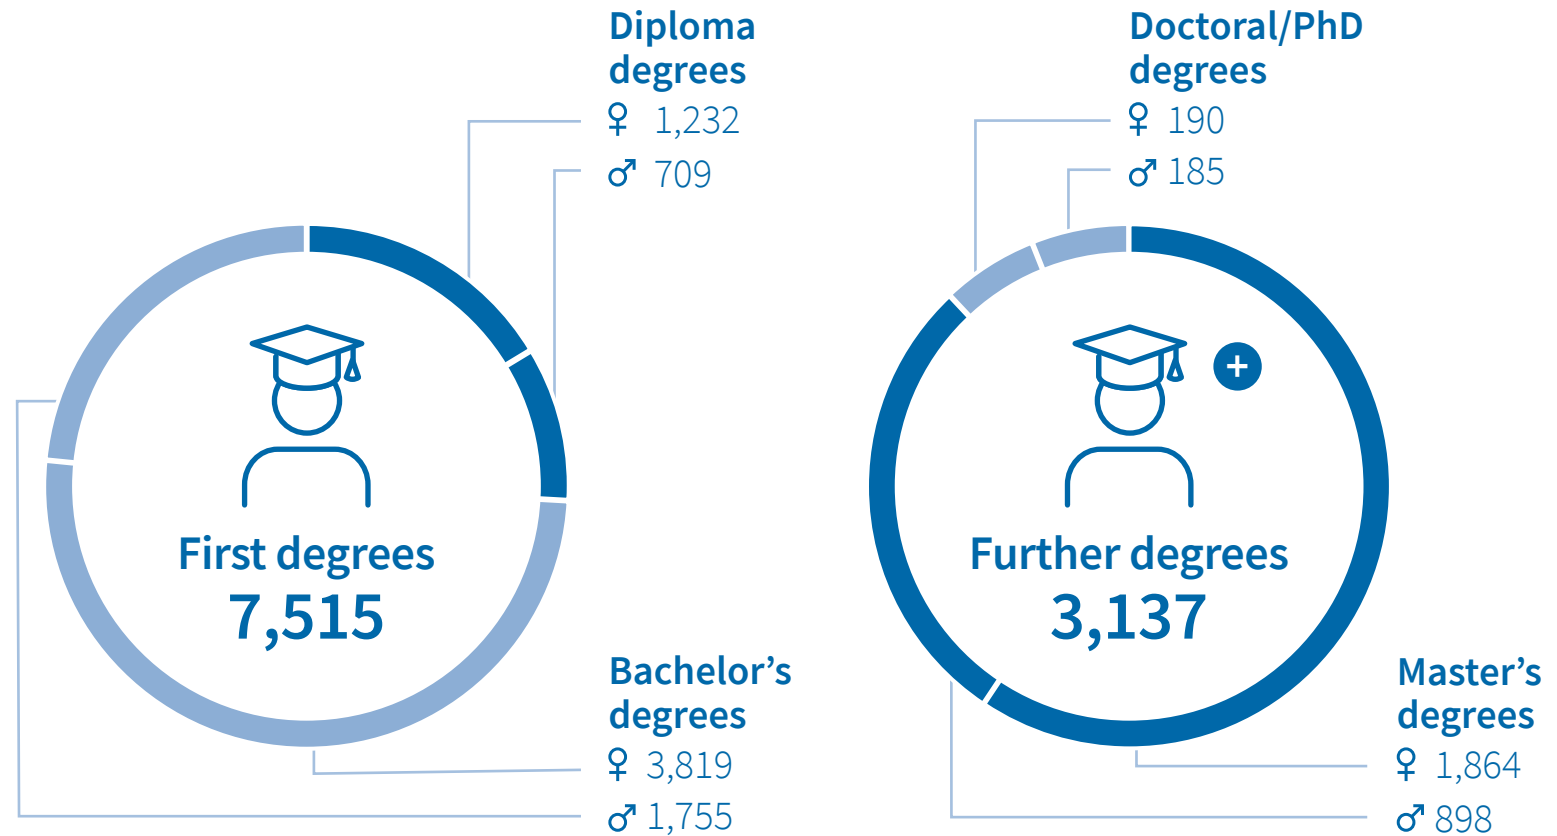 Diploma
degrees
♀ 1,232
♂ 709
First degrees
7,515
Bachelor’s
degrees
♀ 3,819
♂ 1,755
Doctoral/PhD
degrees
♀ 190
♂ 185
+
Further degrees
3,137
Master’s
degrees
♀ 1,864
♂ 898